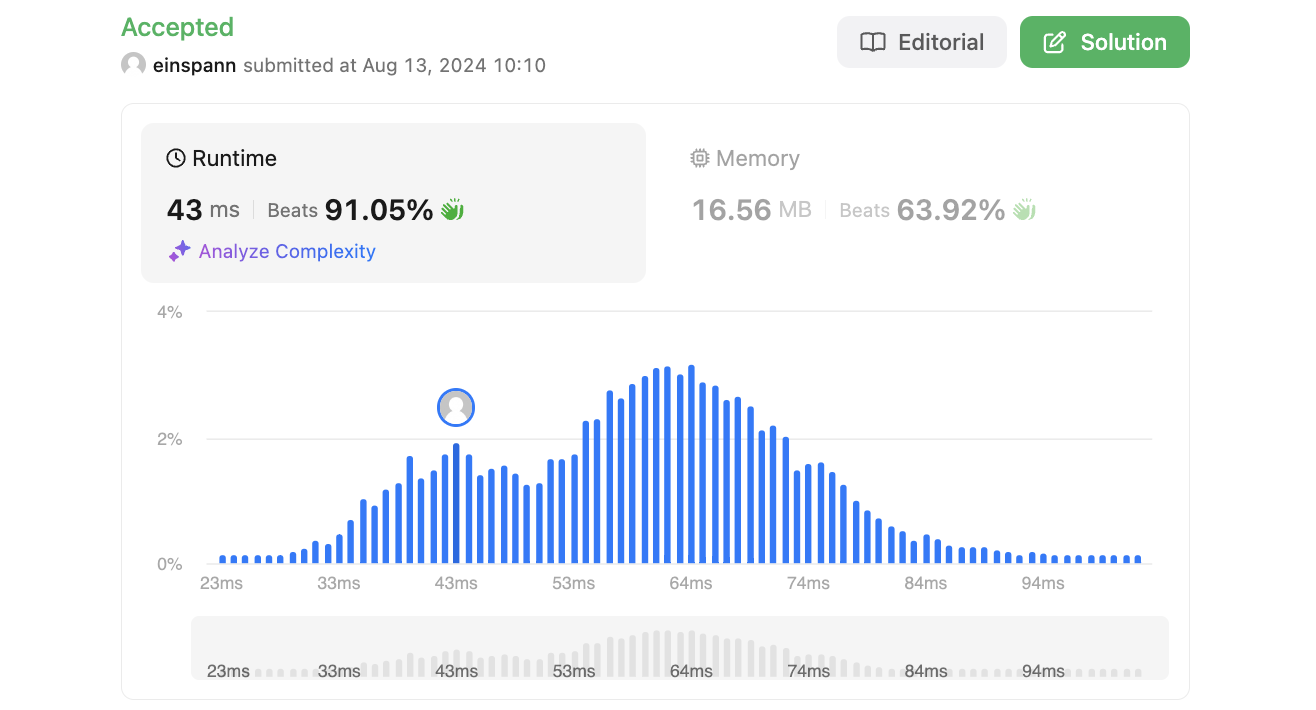 Accepted
einspann submitted at Aug 13, 2024 10:10
Editorial
Solution
Runtime
43 ms Beats 91.05%
Analyze Complexity
Memory
16.56 MB Beats 63.92%
4%
2%
0%
23ms 33ms 43ms 53ms 64ms 74ms 84ms 94ms
23ms 33ms 43ms 53ms 64ms 74ms 84ms 94ms